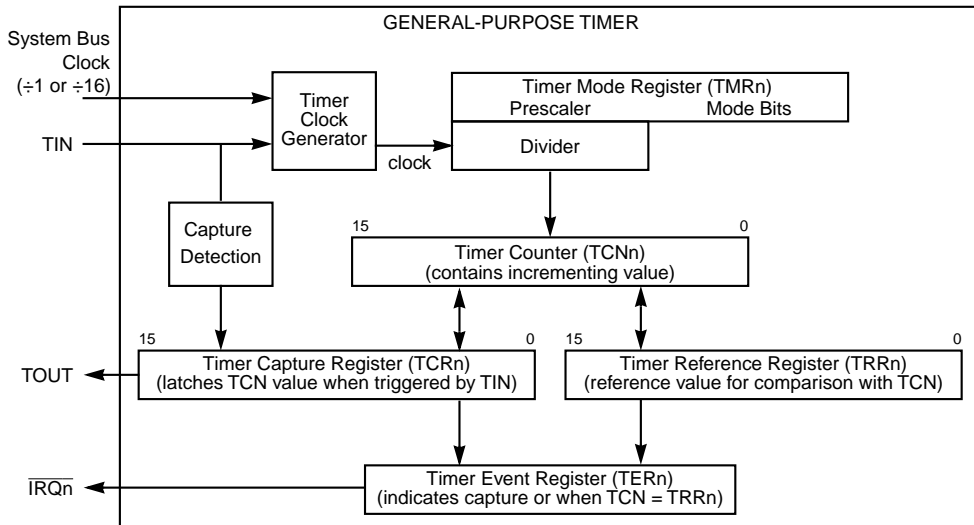 GENERAL-PURPOSE TIMER
System Bus
Clock
(÷1 or ÷16)
TIN
Timer
Clock
Generator
clock
Timer Mode Register (TMRn)
Prescaler Mode Bits
Divider
Capture
Detection
15 0
Timer Counter (TCNn)
(contains incrementing value)
15 0
Timer Capture Register (TCRn)
(latches TCN value when triggered by TIN)
15 0
Timer Reference Register (TRRn)
(reference value for comparison with TCN)
TOUT
Timer Event Register (TERn)
(indicates capture or when TCN = TRRn)
IRQn